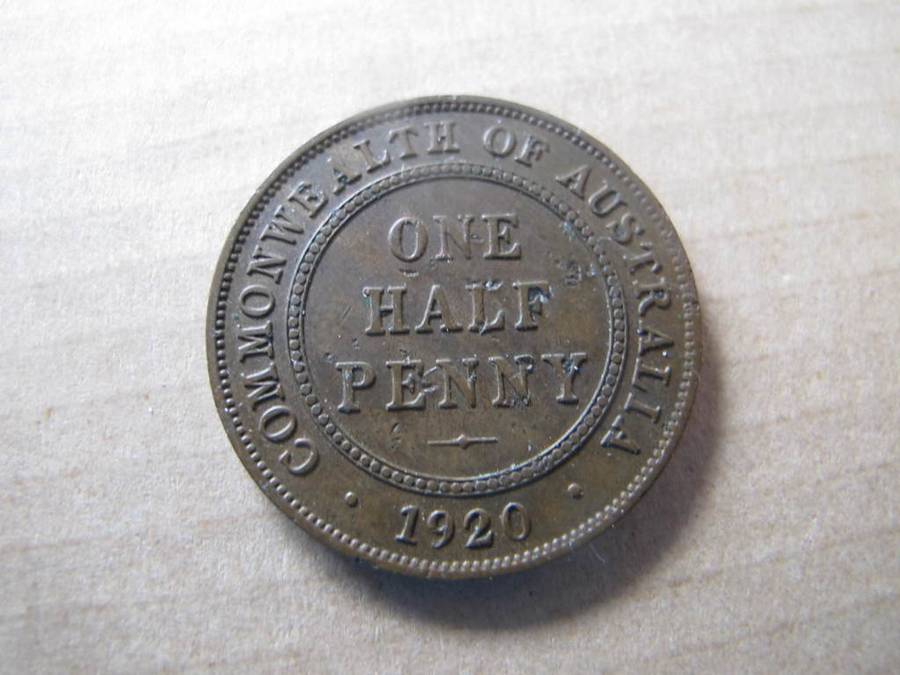 COMMONWEALTH OF AUSTRALIA
ONE
HALF
PENNY
· 1920 ·